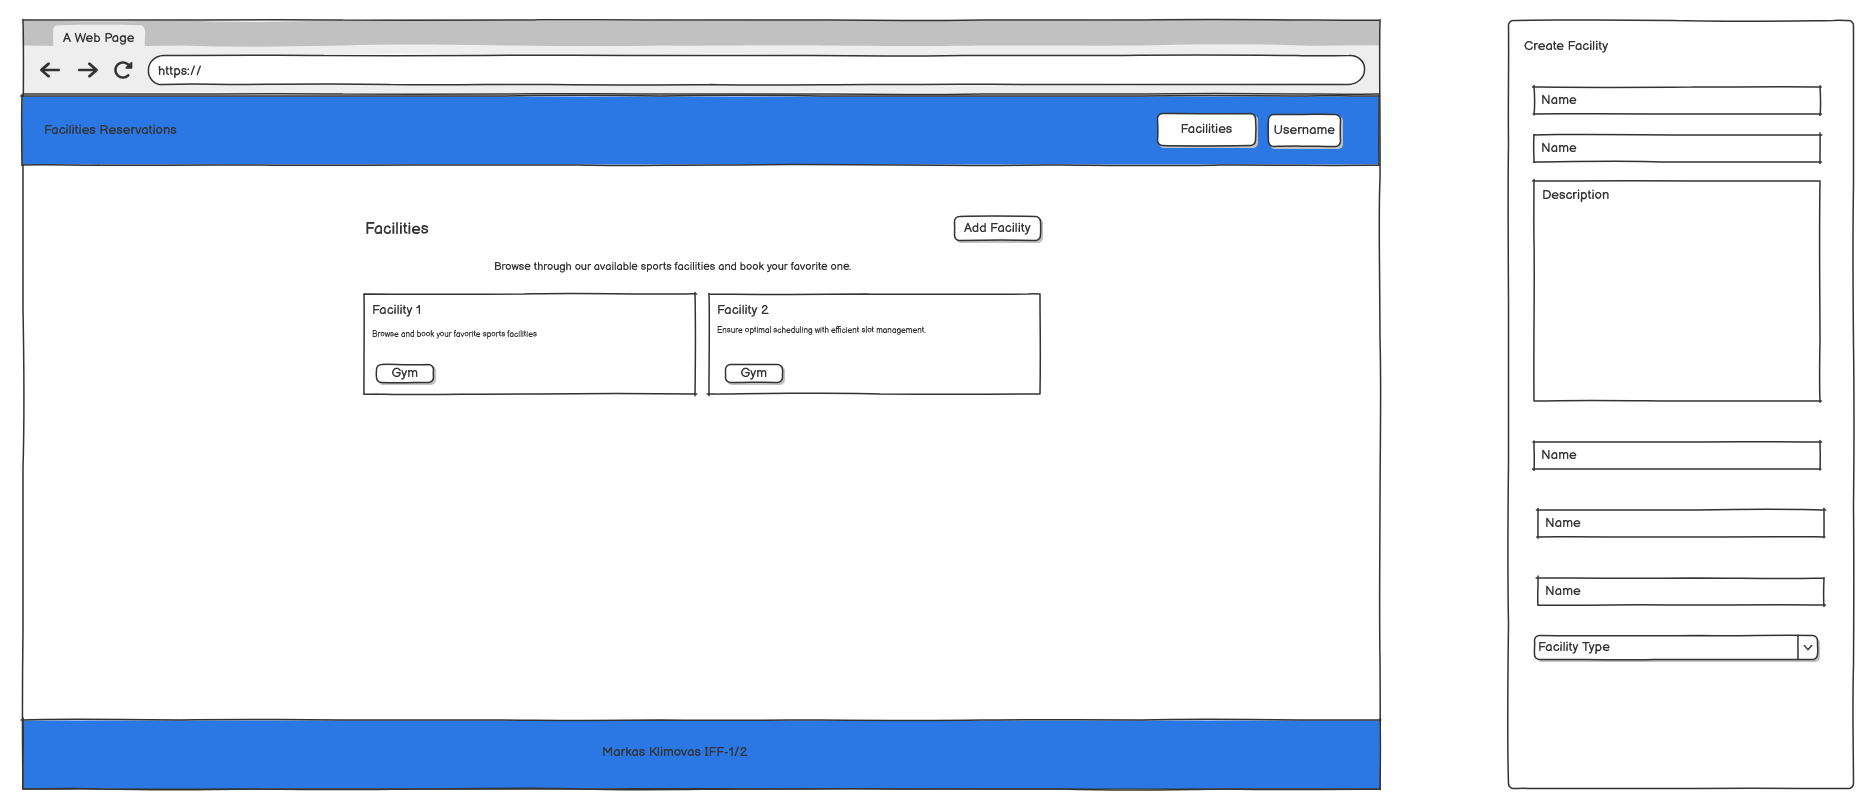 A Web Page
https://
Facilities Reservations
Facilities
Username
Facilities
Add Facility
Browse through our available sports facilities and book your favorite one.
Facility 1
Browse and book your favorite sports facilities
Gym
Facility 2
Ensure optimal scheduling with efficient slot management.
Gym
Markas Klimovas IFF-1/2
Create Facility
Name
Name
Description
Name
Name
Name
Facility Type